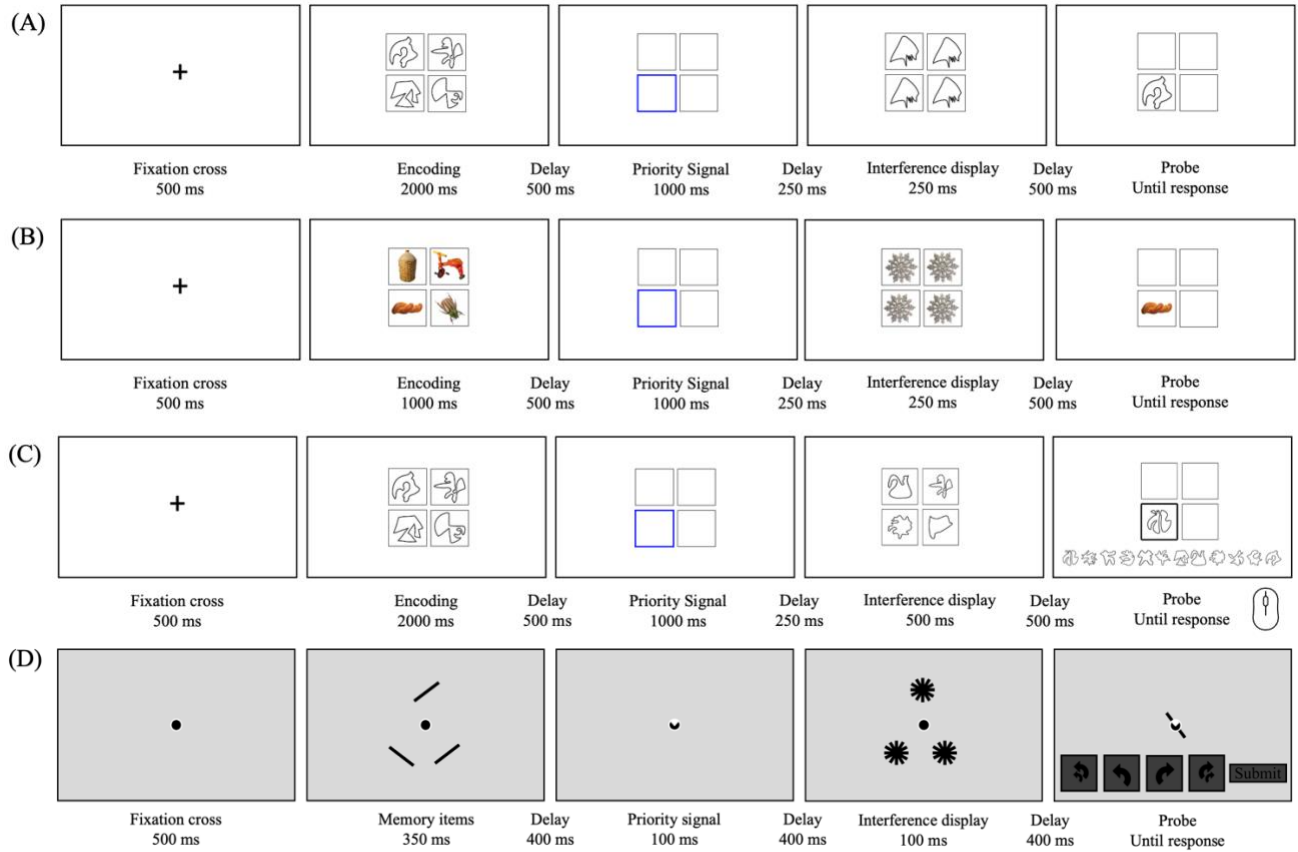 (A)
Fixation cross Encoding Delay Priority Signal Delay Interference display Delay Probe
500 ms 2000 ms 500 ms 1000 ms 250 ms 250 ms 500 ms Until response
(B)
Fixation cross Encoding Delay Priority Signal Delay Interference display Delay Probe
500 ms 1000 ms 500 ms 1000 ms 250 ms 250 ms 500 ms Until response
(C)
Fixation cross Encoding Delay Priority Signal Delay Interference display Delay Probe
500 ms 2000 ms 500 ms 1000 ms 250 ms 500 ms 500 ms Until response
(D)
Submit
Fixation cross Memory items Delay Priority signal Delay Interference display Delay Probe
500 ms 350 ms 400 ms 100 ms 400 ms 100 ms 400 ms Until response